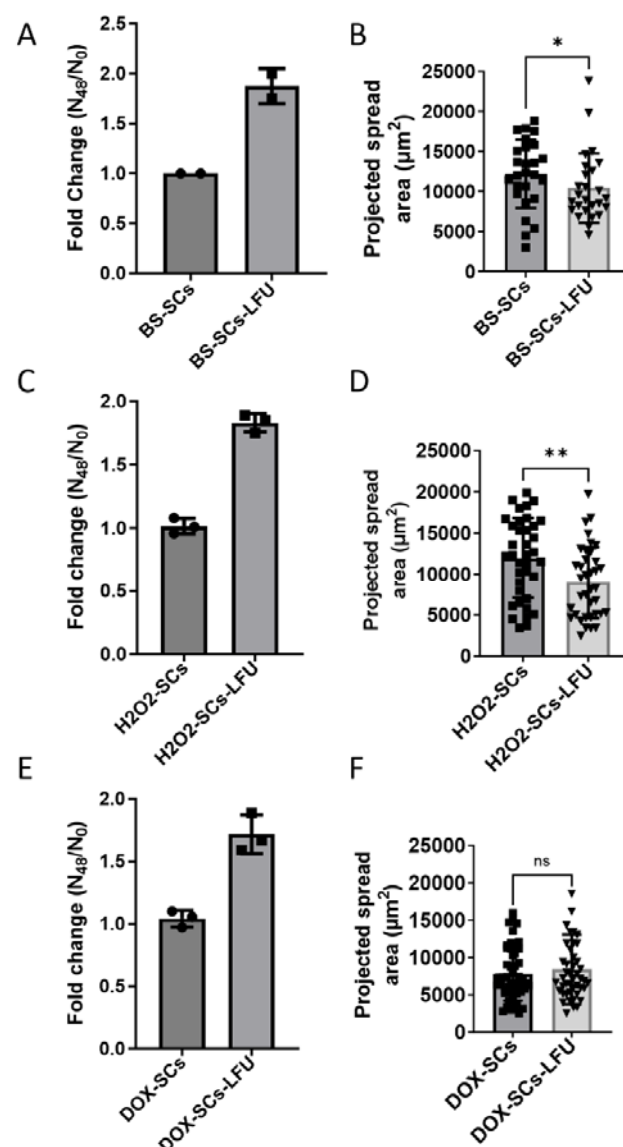 A
Fold Change (N₄₈/N₀)
2.5
2.0
1.5
1.0
0.5
0.0
BS-SCs
BS-SCs-LFU
B
Projected spread
area (µm²)
25000
20000
15000
10000
5000
0
*
BS-SCs
BS-SCs-LFU
C
Fold change (N₄₈/N₀)
2.0
1.5
1.0
0.5
0.0
H2O2-SCs
H2O2-SCs-LFU
D
Projected spread
area (µm²)
25000
20000
15000
10000
5000
0
**
H2O2-SCs
H2O2-SCs-LFU
E
Fold change (N₄₈/N₀)
2.0
1.5
1.0
0.5
0.0
DOX-SCs
DOX-SCs-LFU
F
Projected spread
area (µm²)
25000
20000
15000
10000
5000
0
ns
DOX-SCs
DOX-SCs-LFU